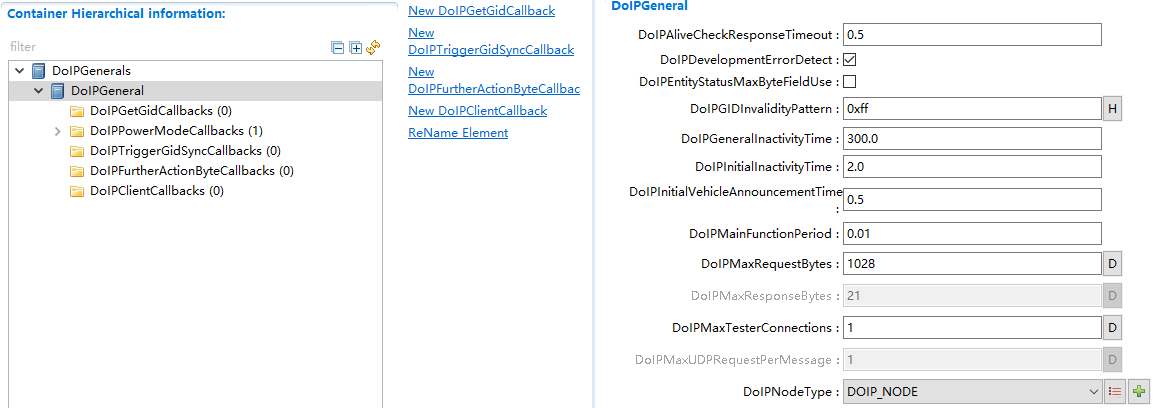 Container Hierarchical information:
filter
DoIPGenerals
DoIPGeneral
DoIPGetGidCallbacks (0)
DoIPPowerModeCallbacks (1)
DoIPTriggerGidSyncCallbacks (0)
DoIPFurtherActionByteCallbacks (0)
DoIPClientCallbacks (0)
New DoIPGetGidCallback
New
DoIPTriggerGidSyncCallback
New
DoIPFurtherActionByteCallbac
New DoIPClientCallback
ReName Element
DoIPGeneral
DoIPAliveCheckResponseTimeout : 0.5
DoIPDevelopmentErrorDetect :
DoIPEntityStatusMaxByteFieldUse :
DoIPGIDInvalidityPattern : 0xff H
DoIPGeneralInactivityTime : 300.0
DoIPInitialInactivityTime : 2.0
DoIPInitialVehicleAnnouncementTime
: 0.5
DoIPMainFunctionPeriod : 0.01
DoIPMaxRequestBytes : 1028 D
DoIPMaxResponseBytes : 21 D
DoIPMaxTesterConnections : 1 D
DoIPMaxUDPRequestPerMessage : 1 D
DoIPNodeType : DOIP_NODE